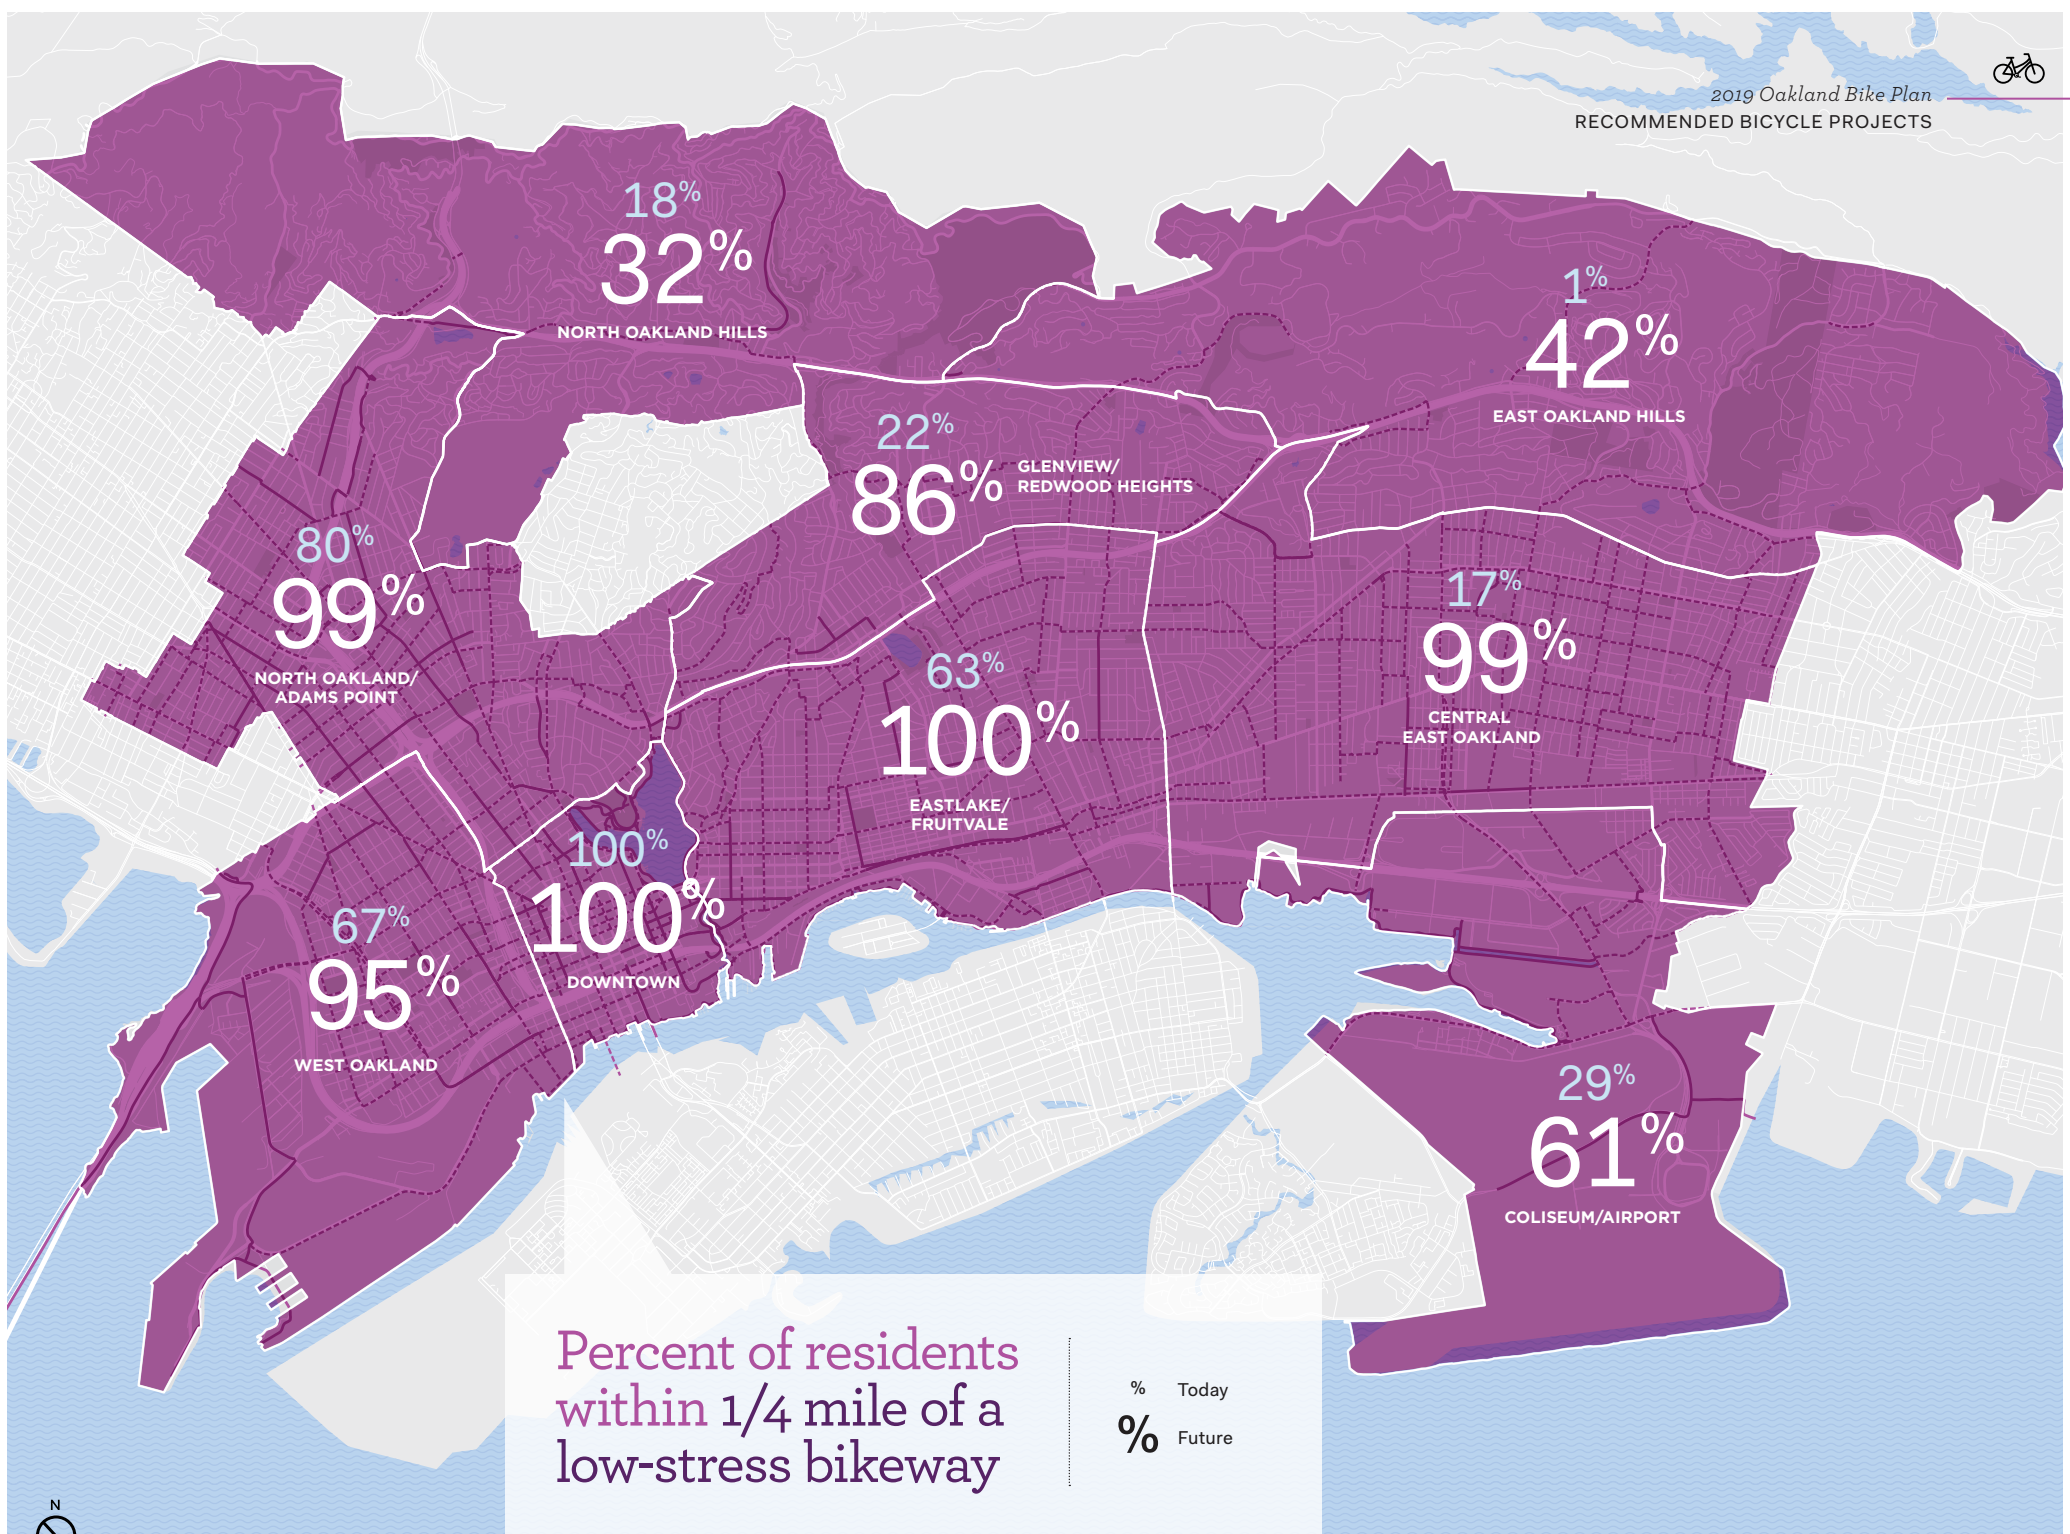 2019 Oakland Bike Plan
RECOMMENDED BICYCLE PROJECTS
18%
32%
NORTH OAKLAND HILLS
1%
42%
EAST OAKLAND HILLS
22%
86%
GLENVIEW/
REDWOOD HEIGHTS
80%
99%
NORTH OAKLAND/
ADAMS POINT
17%
99%
CENTRAL
EAST OAKLAND
63%
100%
EASTLAKE/
FRUITVALE
100%
100%
DOWNTOWN
67%
95%
WEST OAKLAND
29%
61%
COLISEUM/AIRPORT
Percent of residents
within 1/4 mile of a
low-stress bikeway
% Today
% Future
N